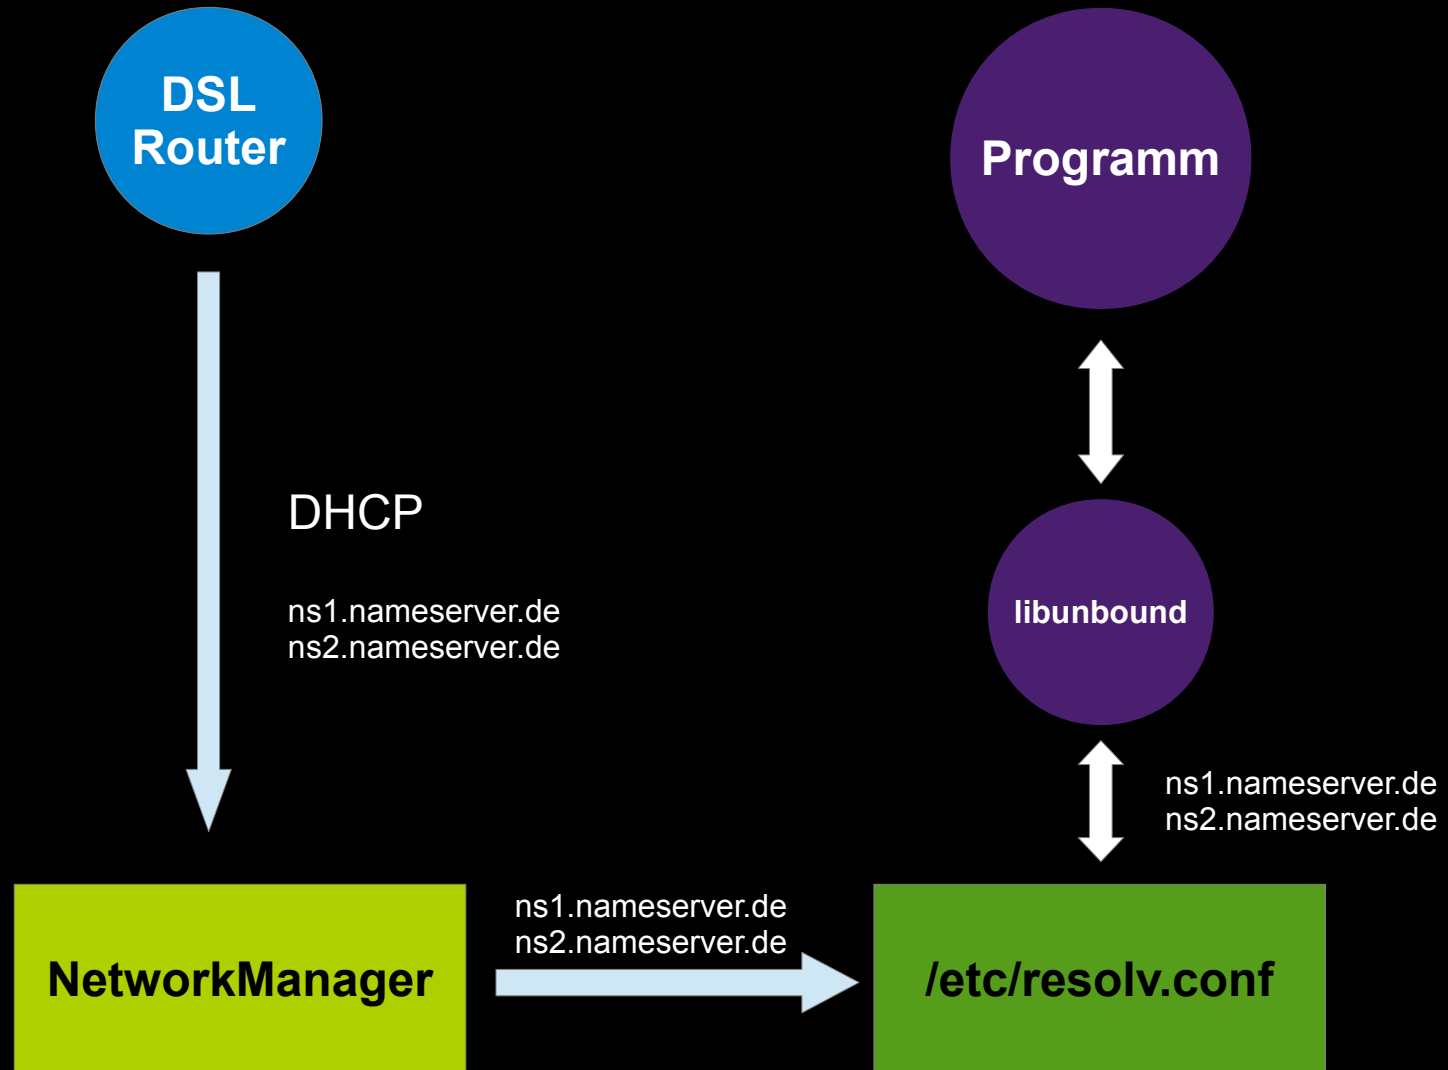 DSL
Router
Programm
DHCP
ns1.nameserver.de
ns2.nameserver.de
libunbound
ns1.nameserver.de
ns2.nameserver.de
NetworkManager
ns1.nameserver.de
ns2.nameserver.de
/etc/resolv.conf